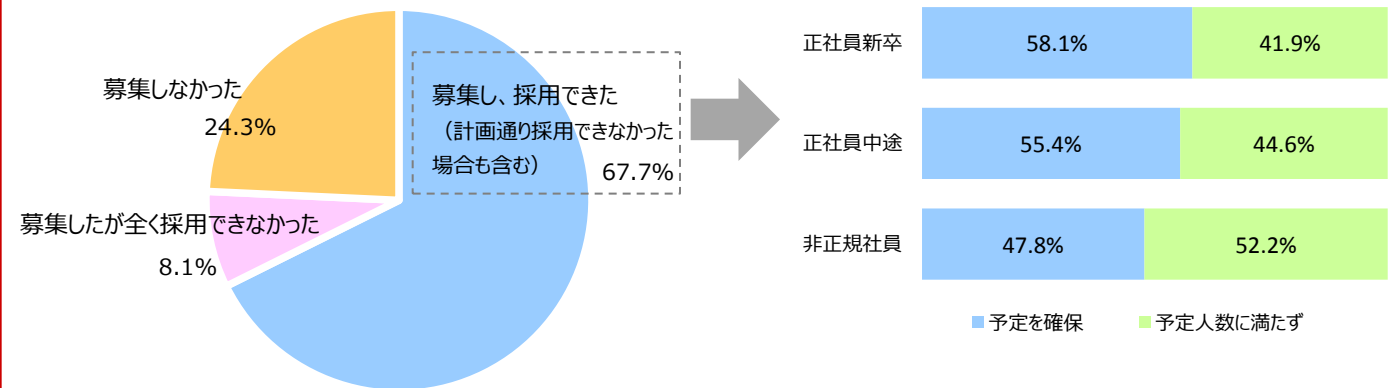 募集しなかった
24.3%
募集したが全く採用できなかった
8.1%
募集し、採用できた
（計画通り採用できなかった
場合も含む）
67.7%
正社員新卒
58.1%
41.9%
正社員中途
55.4%
44.6%
非正規社員
47.8%
52.2%
予定を確保
予定人数に満たず